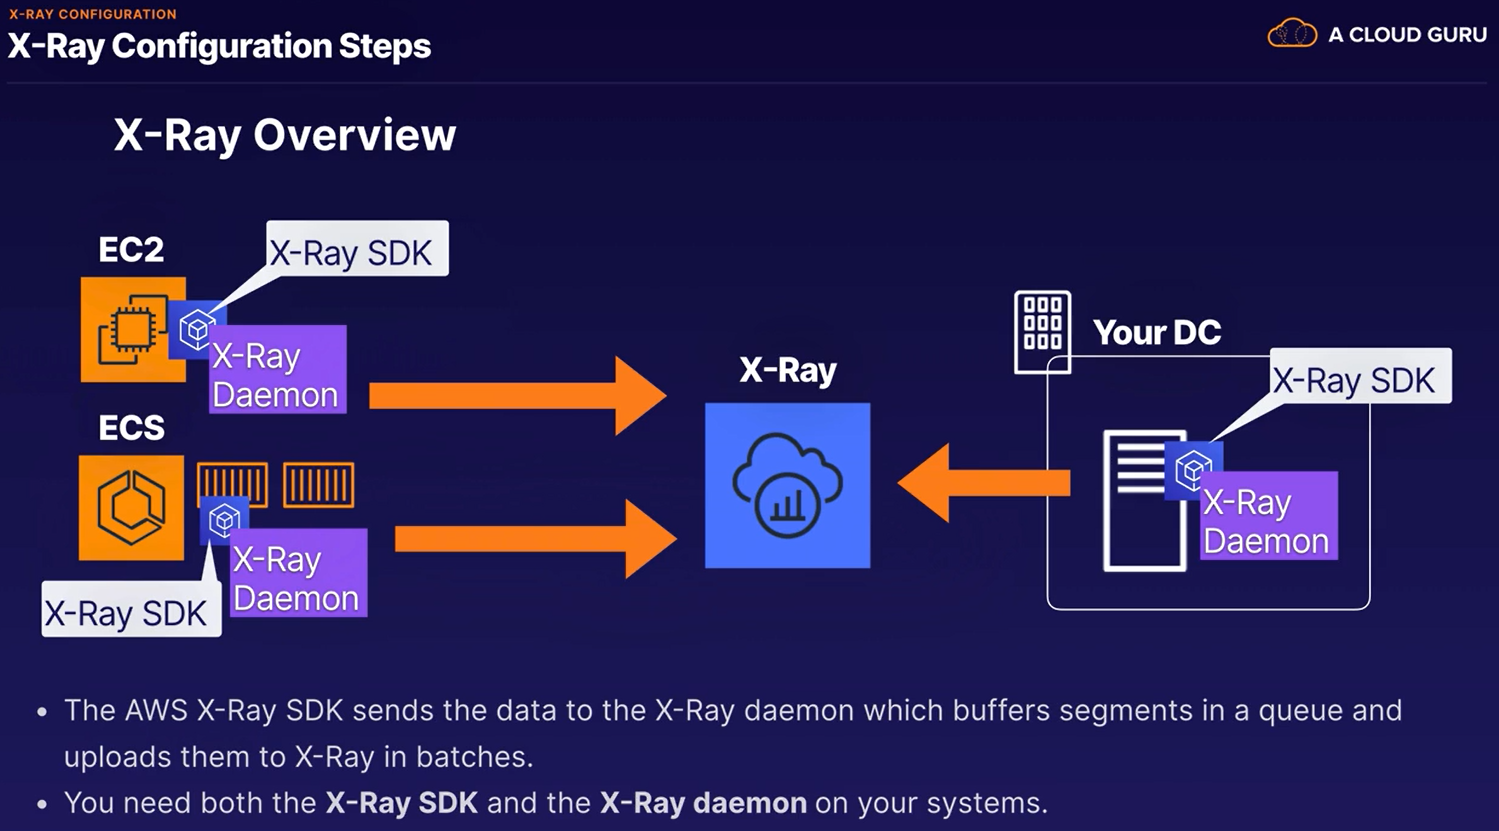 X-RAY CONFIGURATION
X-Ray Configuration Steps
A CLOUD GURU
X-Ray Overview
EC2
X-Ray SDK
X-Ray
Daemon
ECS
X-Ray
Daemon
X-Ray SDK
X-Ray
Your DC
X-Ray SDK
X-Ray
Daemon
• The AWS X-Ray SDK sends the data to the X-Ray daemon which buffers segments in a queue and
uploads them to X-Ray in batches.
• You need both the X-Ray SDK and the X-Ray daemon on your systems.